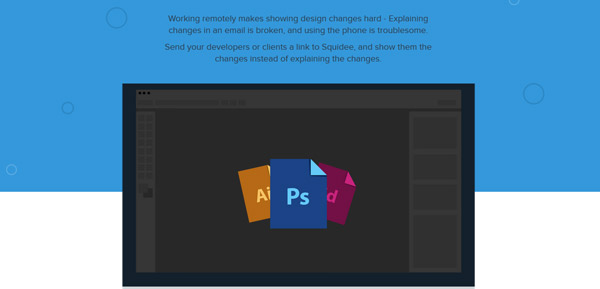 Working remotely makes showing design changes hard - Explaining
changes in an email is broken, and using the phone is troublesome.
Send your developers or clients a link to Squidee, and show them the
changes instead of explaining the changes.
Ai
Ps
d